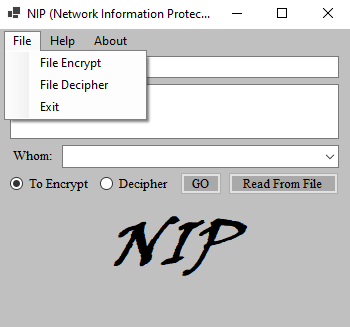 NIP (Network Information Protec...
File Help About
File Encrypt
File Decipher
Exit
Whom:
To Encrypt Decipher GO Read From File
NIP